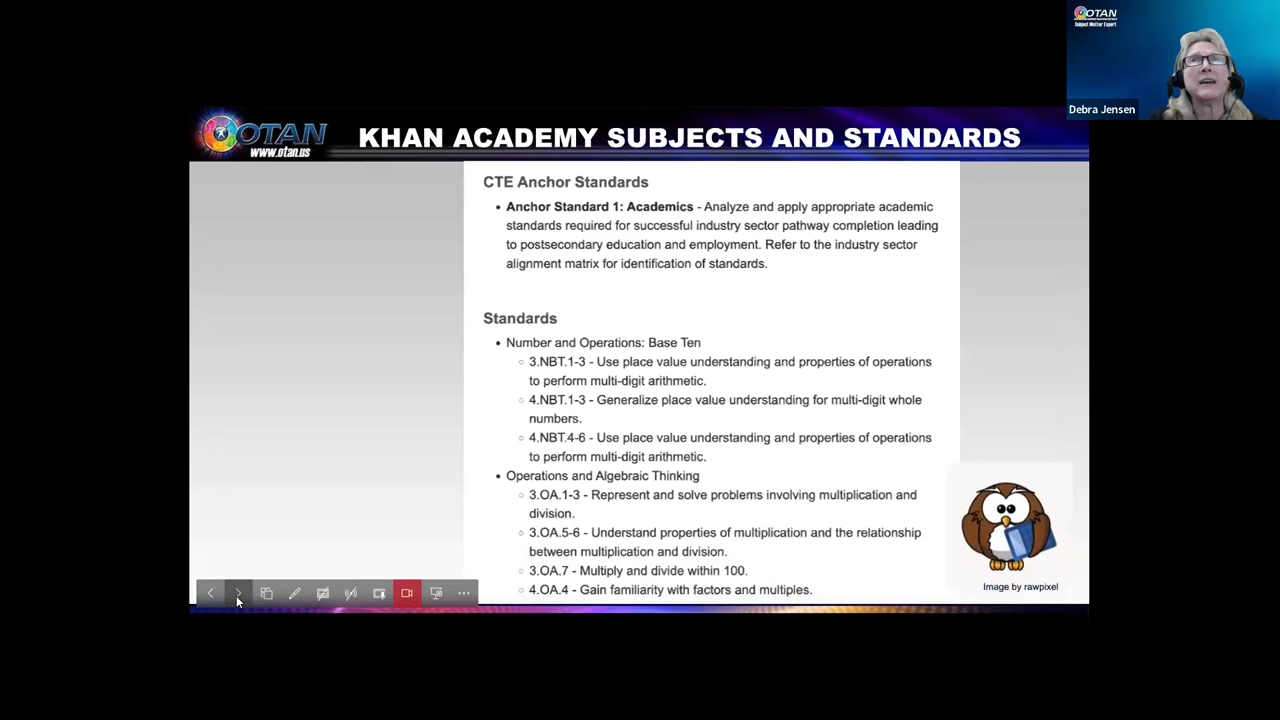 OTAN
Subject Matter Expert
Debra Jensen
OTAN
www.otan.us
KHAN ACADEMY SUBJECTS AND STANDARDS
CTE Anchor Standards
• Anchor Standard 1: Academics - Analyze and apply appropriate academic
standards required for successful industry sector pathway completion leading
to postsecondary education and employment. Refer to the industry sector
alignment matrix for identification of standards.
Standards
• Number and Operations: Base Ten
○ 3.NBT.1-3 - Use place value understanding and properties of operations
to perform multi-digit arithmetic.
○ 4.NBT.1-3 - Generalize place value understanding for multi-digit whole
numbers.
○ 4.NBT.4-6 - Use place value understanding and properties of operations
to perform multi-digit arithmetic.
• Operations and Algebraic Thinking
○ 3.OA.1-3 - Represent and solve problems involving multiplication and
division.
○ 3.OA.5-6 - Understand properties of multiplication and the relationship
between multiplication and division.
○ 3.OA.7 - Multiply and divide within 100.
○ 4.OA.4 - Gain familiarity with factors and multiples.
Image by rawpixel